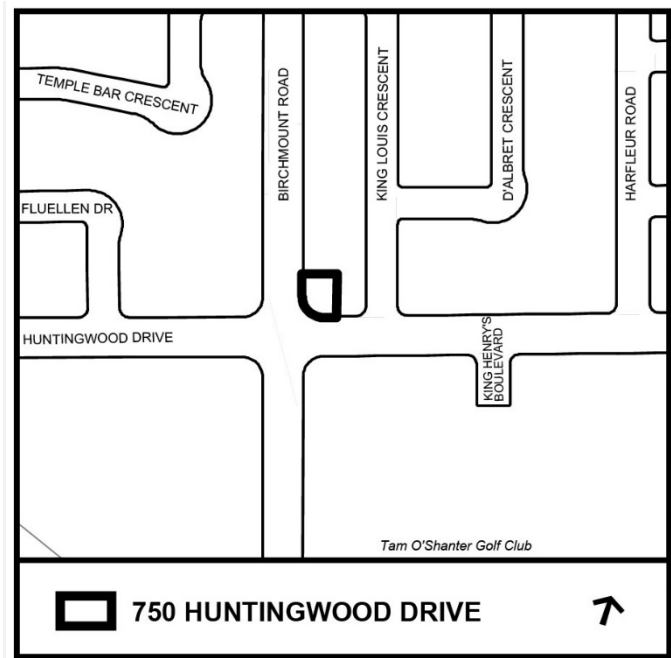 TEMPLE BAR CRESCENT
BIRCHMOUNT ROAD
KING LOUIS CRESCENT
D'ALBRET CRESCENT
HARFLEUR ROAD
FLUELLEN DR
HUNTINGWOOD DRIVE
KING HENRY'S
BOULEVARD
Tam O'Shanter Golf Club
750 HUNTINGWOOD DRIVE